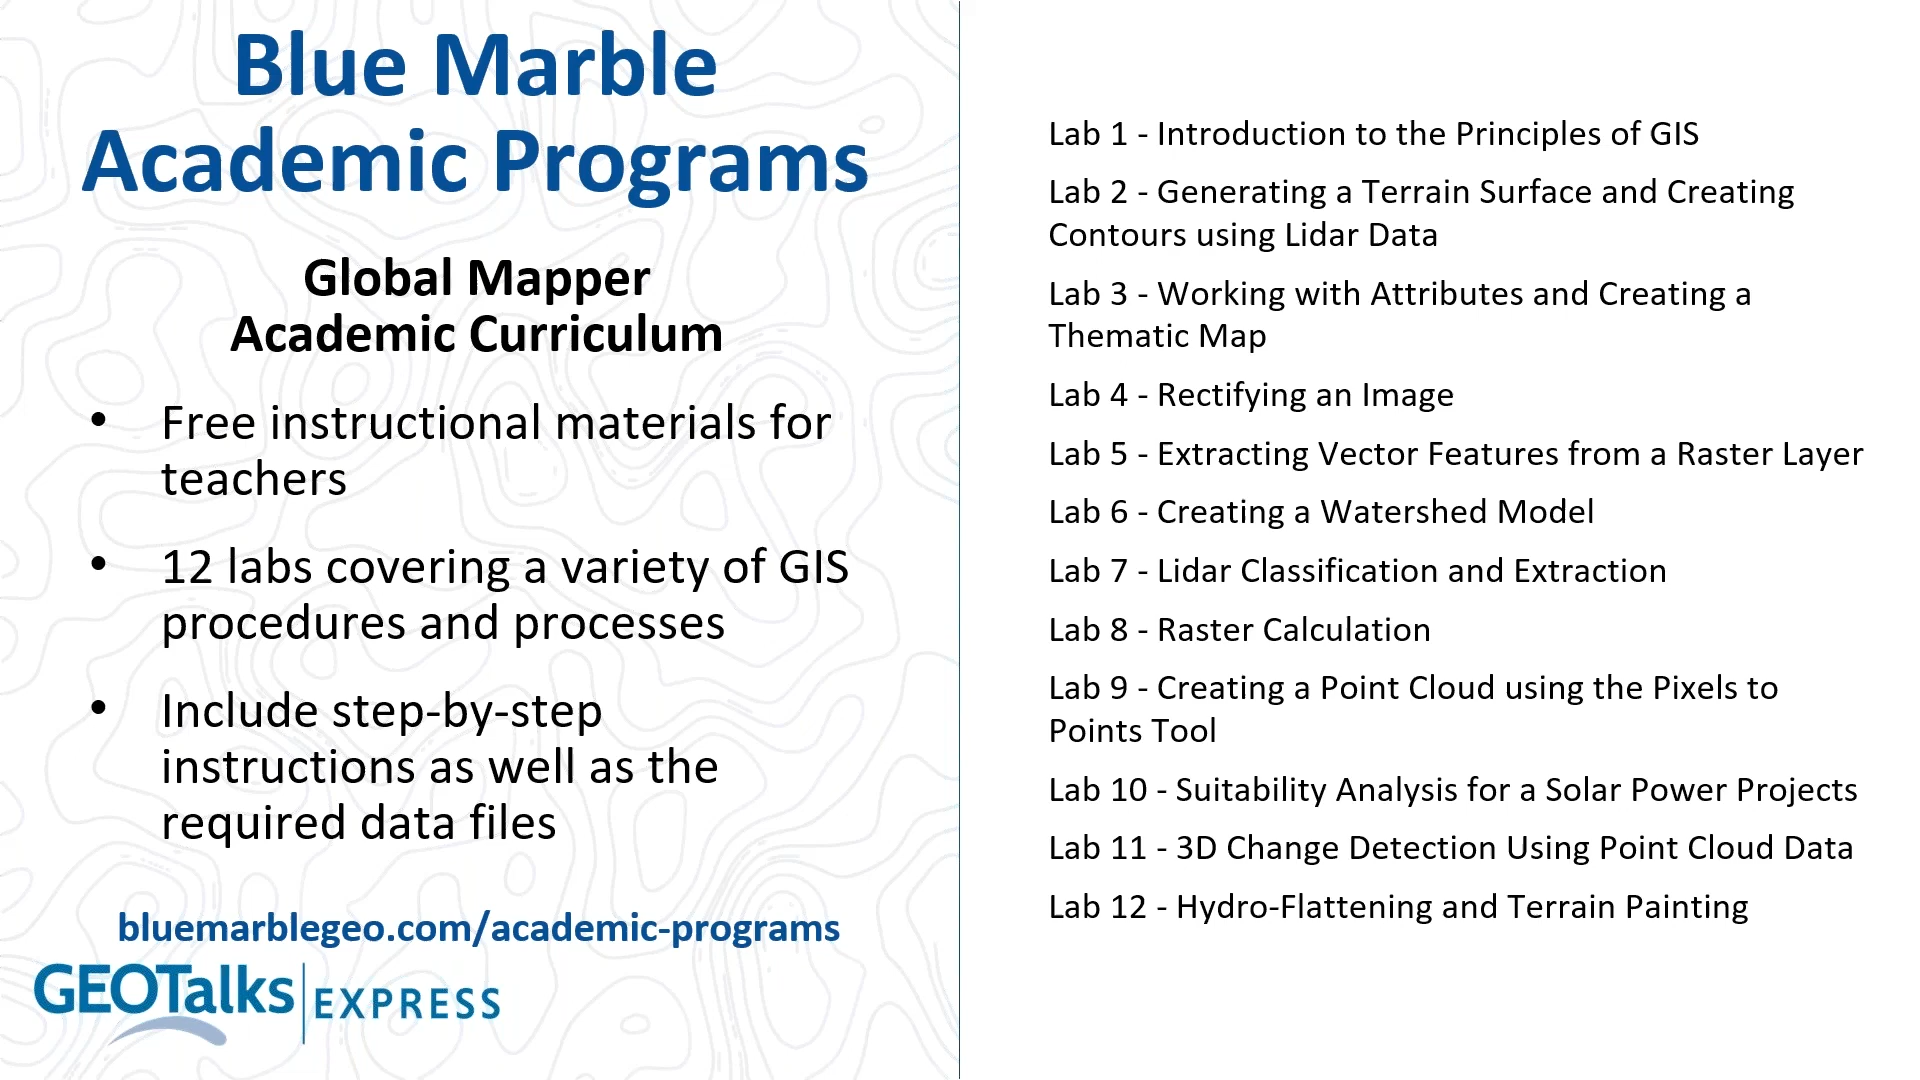 Blue Marble
Academic Programs
Global Mapper
Academic Curriculum
• Free instructional materials for
teachers
• 12 labs covering a variety of GIS
procedures and processes
• Include step-by-step
instructions as well as the
required data files
bluemarblegeo.com/academic-programs
GEOTalks EXPRESS
Lab 1 - Introduction to the Principles of GIS
Lab 2 - Generating a Terrain Surface and Creating
Contours using Lidar Data
Lab 3 - Working with Attributes and Creating a
Thematic Map
Lab 4 - Rectifying an Image
Lab 5 - Extracting Vector Features from a Raster Layer
Lab 6 - Creating a Watershed Model
Lab 7 - Lidar Classification and Extraction
Lab 8 - Raster Calculation
Lab 9 - Creating a Point Cloud using the Pixels to
Points Tool
Lab 10 - Suitability Analysis for a Solar Power Projects
Lab 11 - 3D Change Detection Using Point Cloud Data
Lab 12 - Hydro-Flattening and Terrain Painting